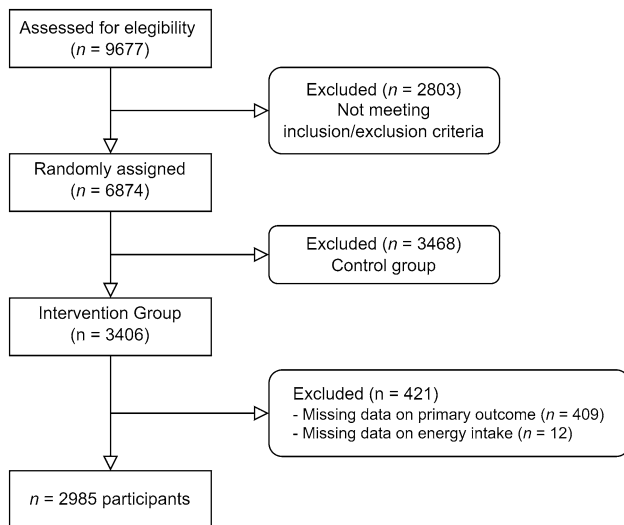 Assessed for elegibility
(n = 9677)
Excluded (n = 2803)
Not meeting
inclusion/exclusion criteria
Randomly assigned
(n = 6874)
Excluded (n = 3468)
Control group
Intervention Group
(n = 3406)
Excluded (n = 421)
- Missing data on primary outcome (n = 409)
- Missing data on energy intake (n = 12)
n = 2985 participants